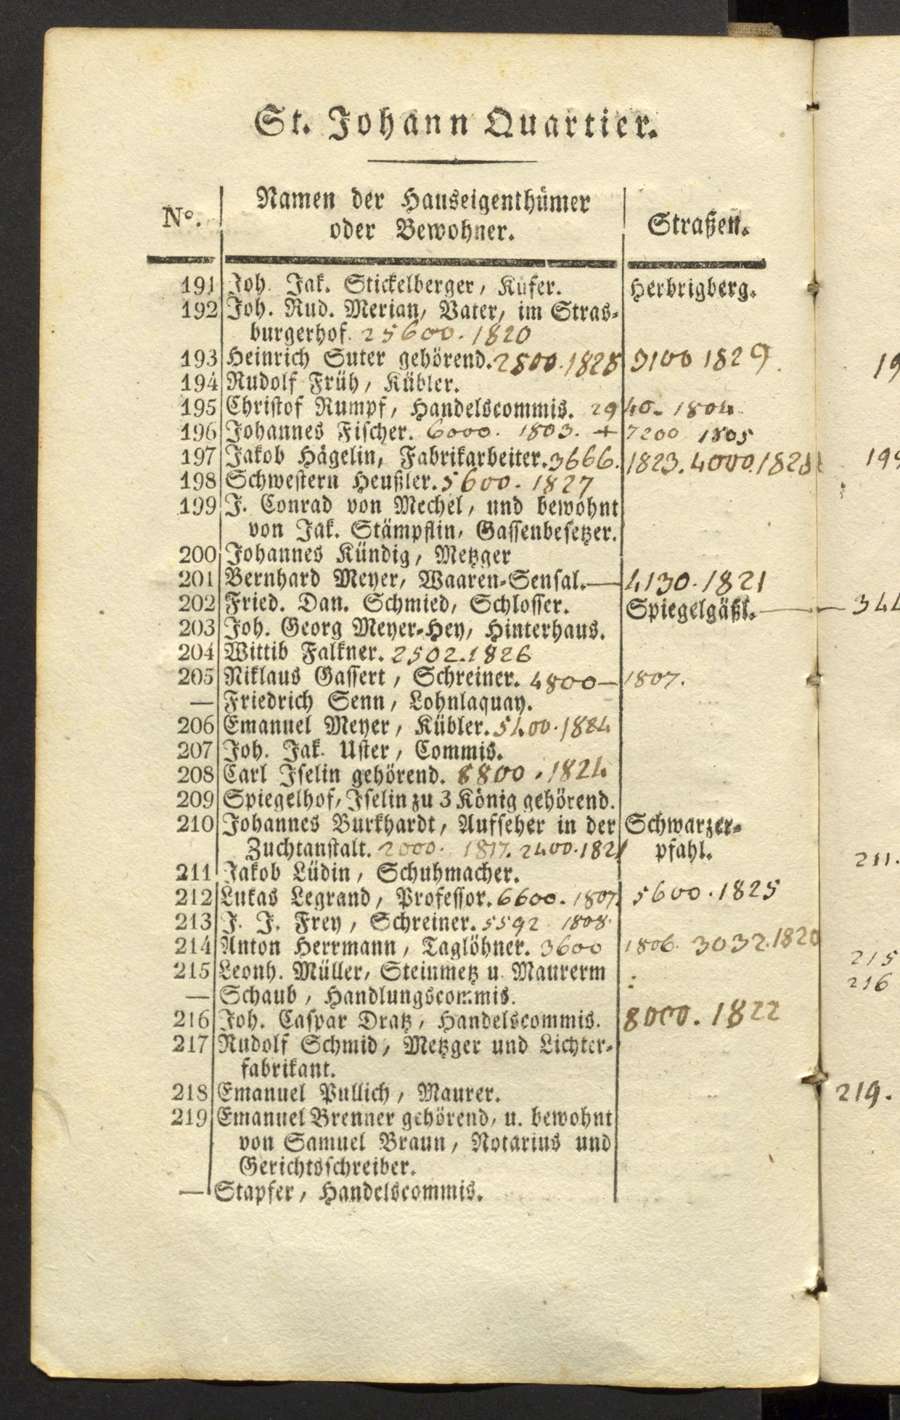 St. Johann Quartier.
No. Namen der Hauseigenthümer
oder Bewohner. Straßen.
191 Joh. Jak. Stickelberger, Küfer. Herbrigberg.
192 Joh. Rud. Merian, Vater, im Stras-
burgerhof. 25600. 1820
193 Heinrich Suter gehörend. 2800. 1828 3100 1829 19
194 Rudolf Früh, Kübler.
195 Christof Rumpf, Handelscommis. 2940. 1804
196 Johannes Fischer. 6000. 1803. + 7200 1805
197 Jakob Hägelin, Fabrikarbeiter. 3666. 1823. 4000. 1828 19
198 Schwestern Heußler. 5600. 1827
199 J. Conrad von Mechel, und bewohnt
von Jak. Stämpflin, Gassenbesetzer.
200 Johannes Kündig, Metzger
201 Bernhard Meyer, Waaren-Sensal.— 4130. 1821
202 Fried. Dan. Schmied, Schlosser. Spiegelgäßl. — 344
203 Joh. Georg Meyer-Hey, Hinterhaus.
204 Wittib Falkner. 2502. 1826
205 Niklaus Gassert, Schreiner. 4800— 1807.
— Friedrich Senn, Lohnlaquay.
206 Emanuel Meyer, Kübler. 5400. 1824
207 Joh. Jak. Uster, Commis.
208 Carl Iselin gehörend. 8800. 1824
209 Spiegelhof, Iselin zu 3 König gehörend.
210 Johannes Burkhardt, Aufseher in der Schwarzer-
Zuchtanstalt. 2000. 1817. 2400. 1821 pfahl.
211 Jakob Lüdin, Schuhmacher. 211.
212 Lukas Legrand, Professor. 6600. 1807. 5600. 1825
213 J. J. Frey, Schreiner. 5592 1808.
214 Anton Herrmann, Taglöhner. 3600 1806. 3032. 1820
215 Leonh. Müller, Steinmetz u Maurerm 215
— Schaub, Handlungscommis. 216
216 Joh. Caspar Dratz, Handelscommis. 8000. 1822
217 Rudolf Schmid, Metzger und Lichter-
fabrikant.
218 Emanuel Pullich, Maurer. 219.
219 Emanuel Brenner gehörend, u. bewohnt
von Samuel Braun, Notarius und
Gerichtsschreiber.
— Stapfer, Handelscommis.